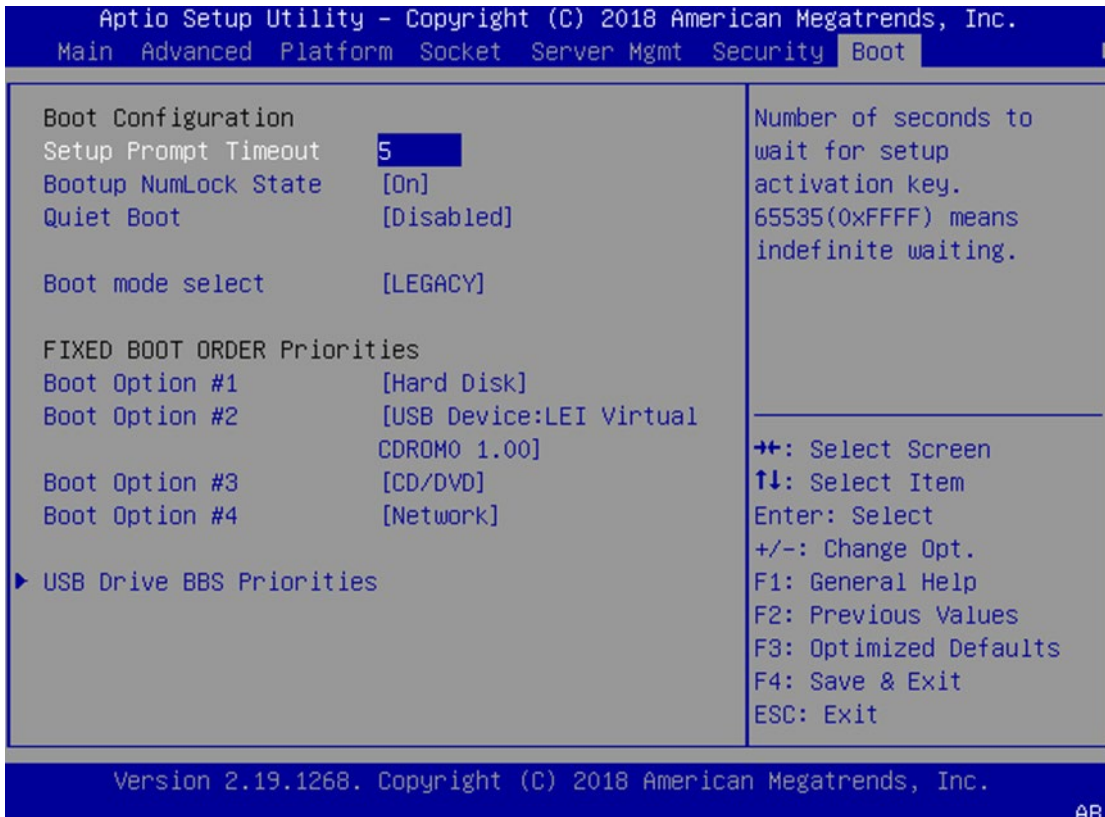 Aptio Setup Utility – Copyright (C) 2018 American Megatrends, Inc.
Main Advanced Platform Socket Server Mgmt Security Boot
Boot Configuration
Setup Prompt Timeout 5
Bootup NumLock State [On]
Quiet Boot [Disabled]
Boot mode select [LEGACY]
FIXED BOOT ORDER Priorities
Boot Option #1 [Hard Disk]
Boot Option #2 [USB Device:LEI Virtual
CDROM0 1.00]
Boot Option #3 [CD/DVD]
Boot Option #4 [Network]
▶ USB Drive BBS Priorities
Number of seconds to
wait for setup
activation key.
65535(0xFFFF) means
indefinite waiting.
→←: Select Screen
↑↓: Select Item
Enter: Select
+/-: Change Opt.
F1: General Help
F2: Previous Values
F3: Optimized Defaults
F4: Save & Exit
ESC: Exit
Version 2.19.1268. Copyright (C) 2018 American Megatrends, Inc.
AB